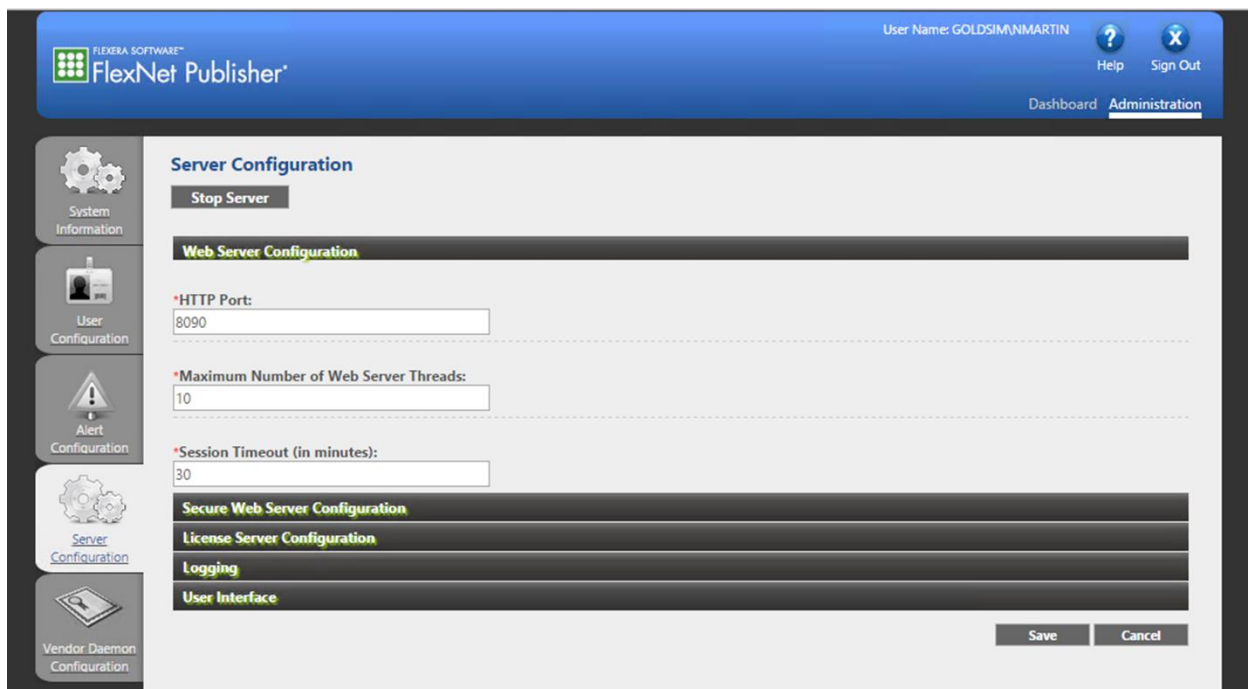 User Name: GOLDSIM\NMARTIN
FLEXERA SOFTWARE™
FlexNet Publisher®
?
X
Help
Sign Out
Dashboard Administration
System
Information
User
Configuration
Alert
Configuration
Server
Configuration
Vendor Daemon
Configuration
Server Configuration
Stop Server
Web Server Configuration
*HTTP Port:
8090
*Maximum Number of Web Server Threads:
10
*Session Timeout (in minutes):
30
Secure Web Server Configuration
License Server Configuration
Logging
User Interface
Save
Cancel